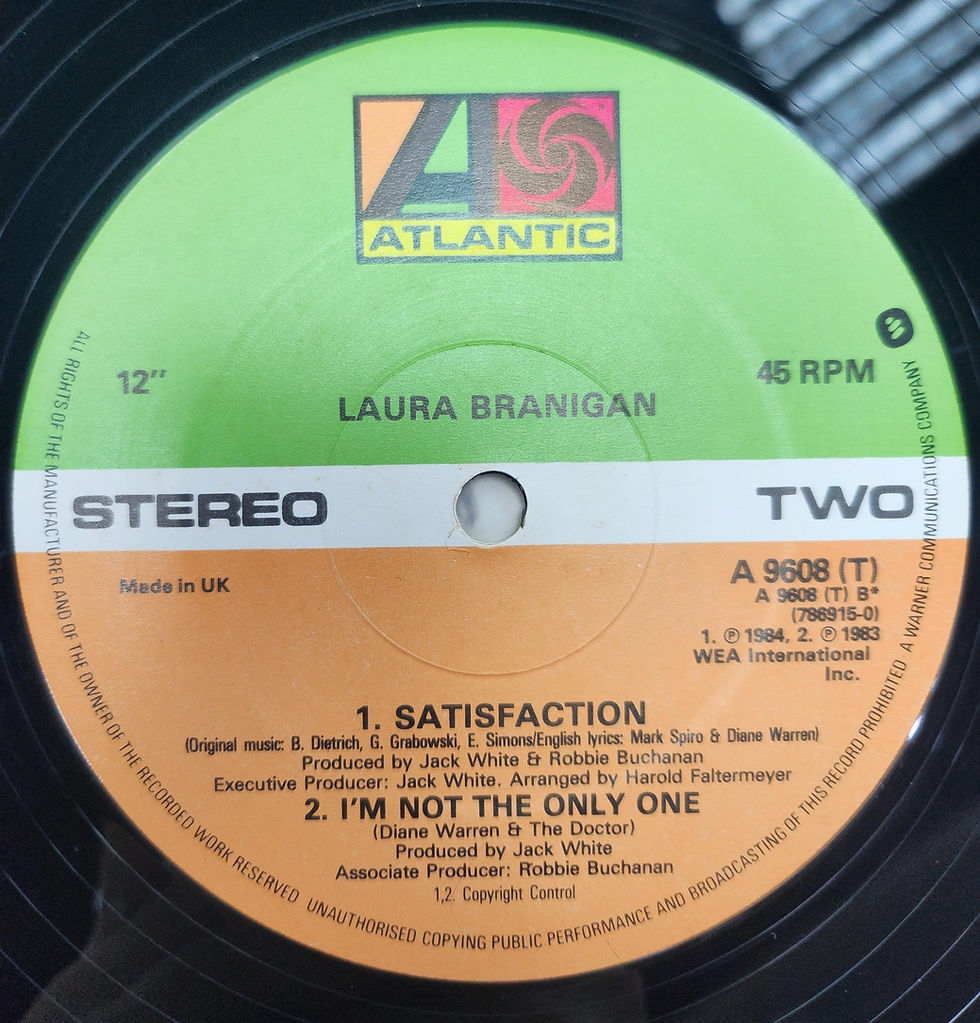 ATLANTIC
12"
45 RPM
LAURA BRANIGAN
STEREO
TWO
Made in UK
A 9608 (T)
A 9608 (T) B*
(786915-0)
1. ℗ 1984, 2. ℗ 1983
WEA International
Inc.
1. SATISFACTION
(Original music: B. Dietrich, G. Grabowski, E. Simons/English lyrics: Mark Spiro & Diane Warren)
Produced by Jack White & Robbie Buchanan
Executive Producer: Jack White. Arranged by Harold Faltermeyer
2. I'M NOT THE ONLY ONE
(Diane Warren & The Doctor)
Produced by Jack White
Associate Producer: Robbie Buchanan
1,2. Copyright Control
ALL RIGHTS OF THE MANUFACTURER AND OF THE OWNER OF THE RECORDED WORK RESERVED UNAUTHORISED COPYING PUBLIC PERFORMANCE AND BROADCASTING OF THIS RECORD PROHIBITED A WARNER COMMUNICATIONS COMPANY